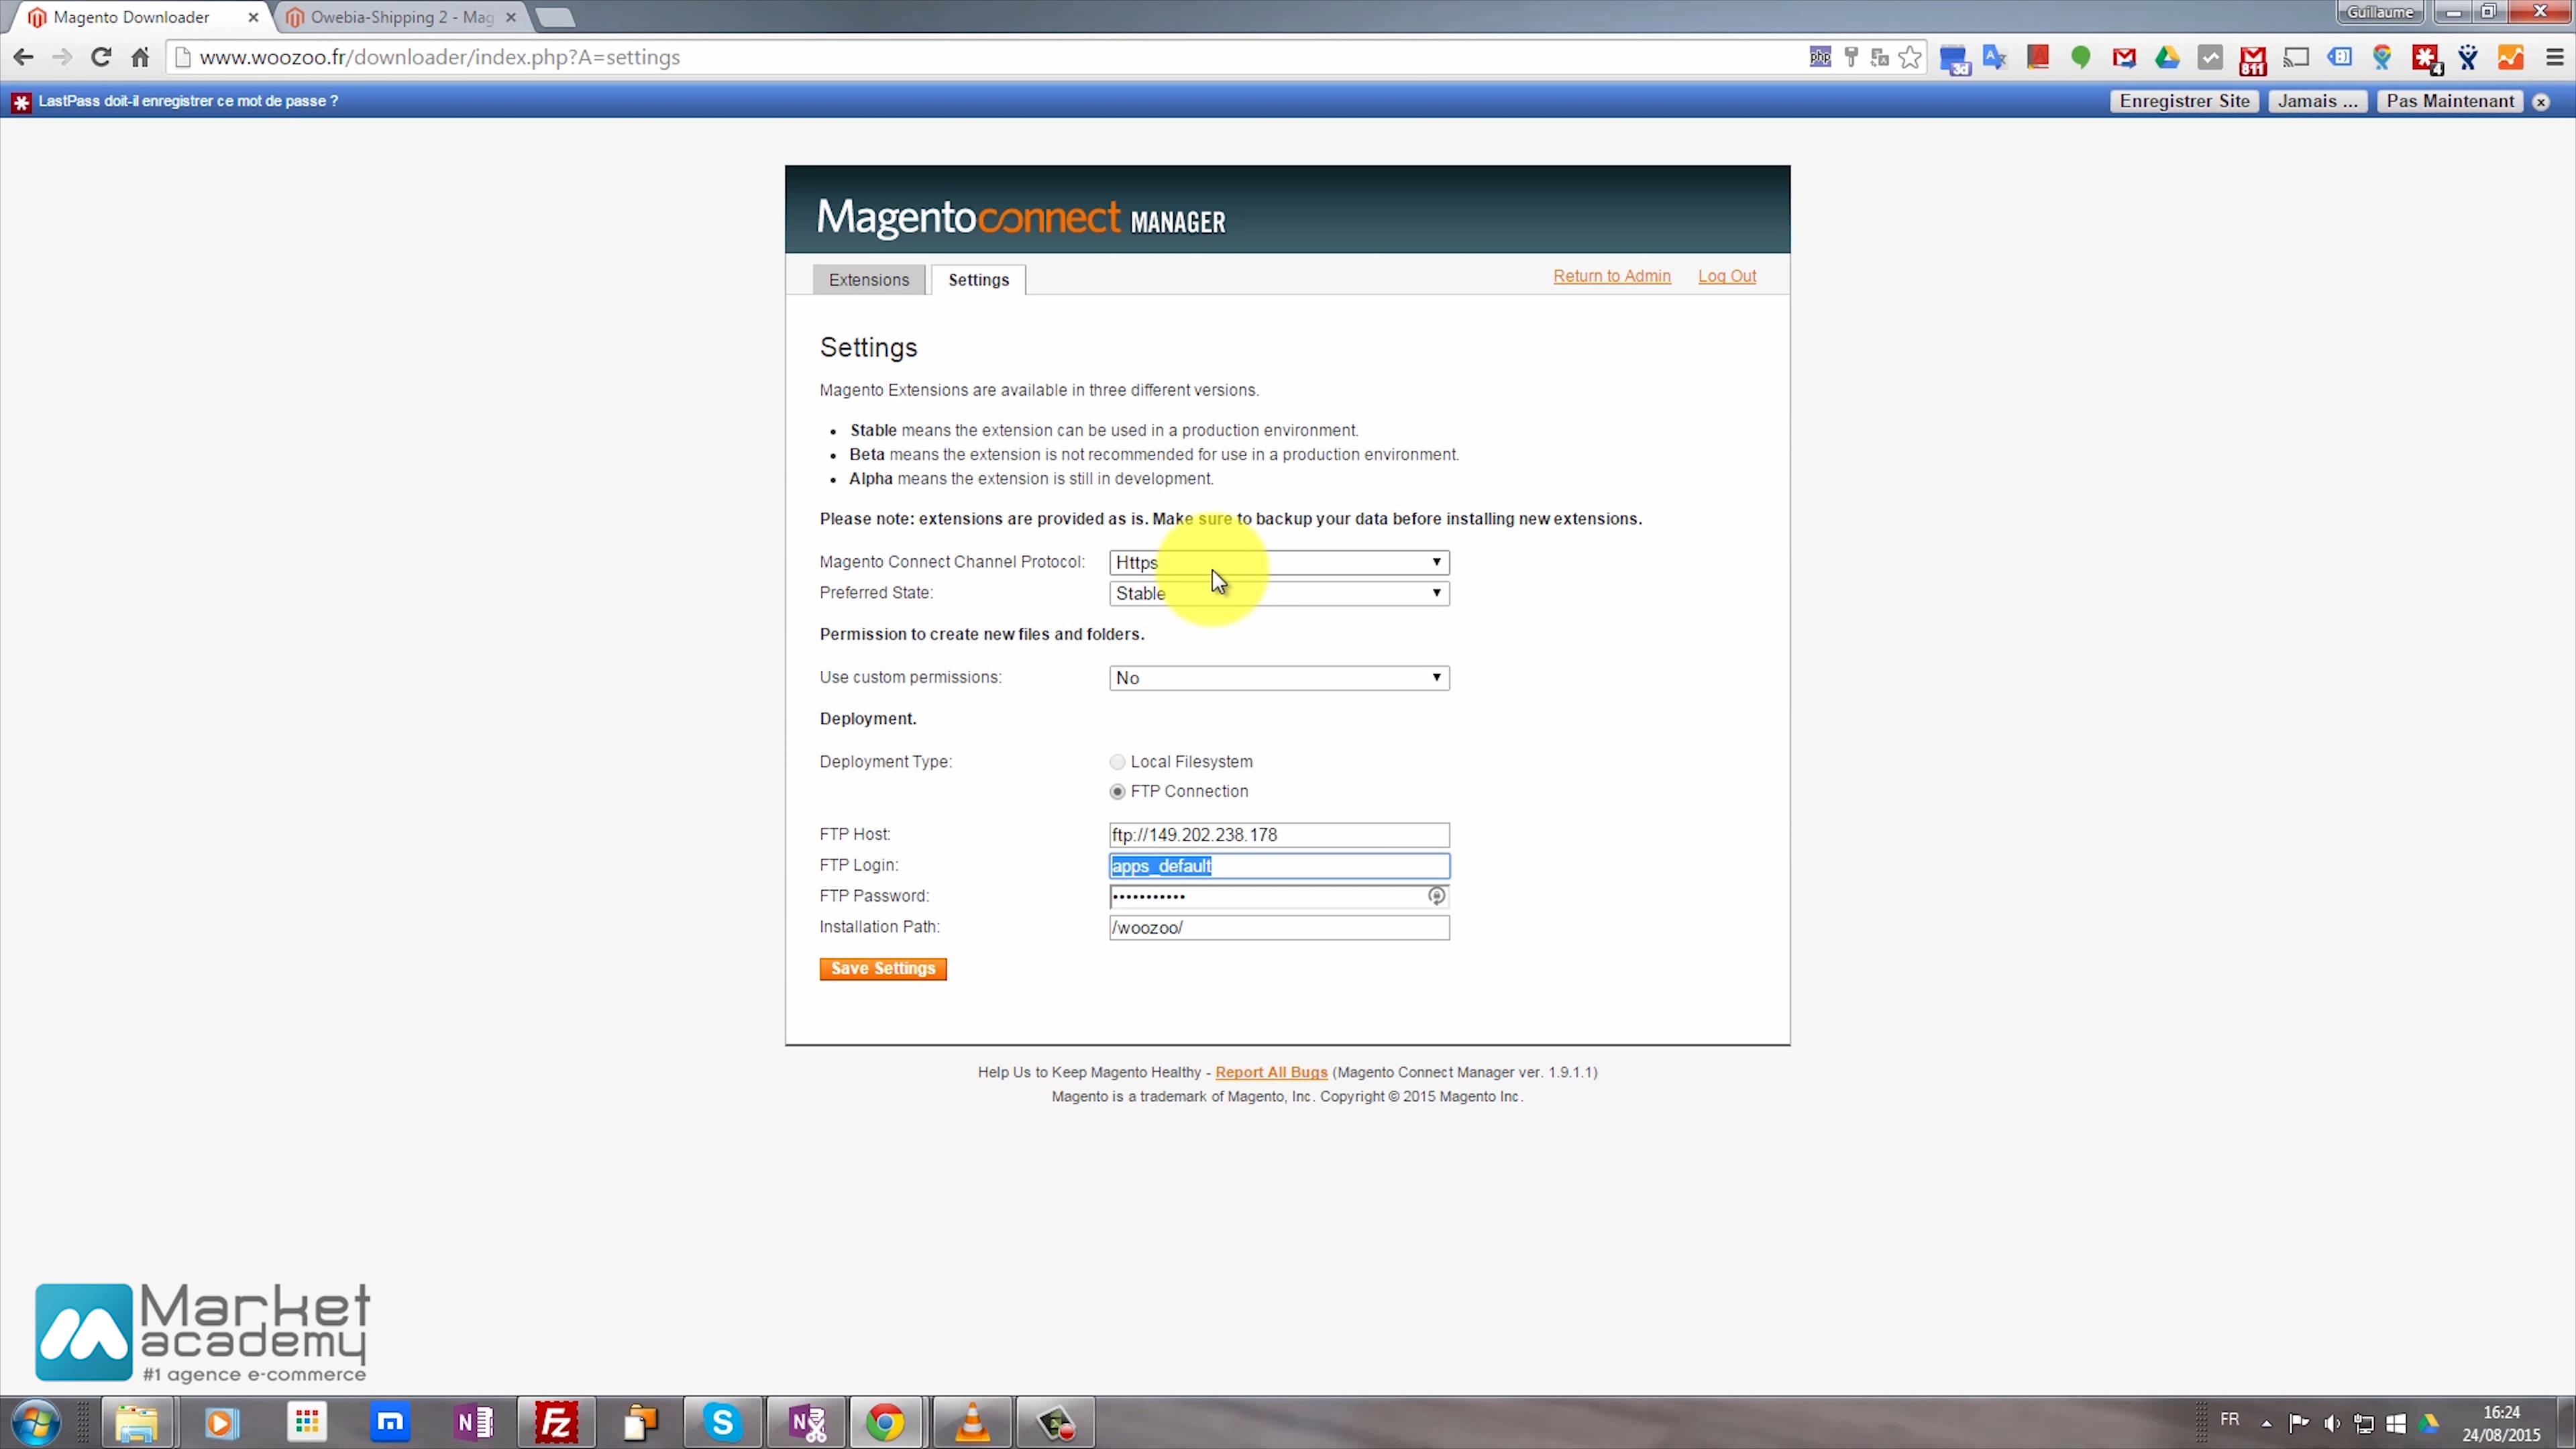 Magento Downloader
Owebia-Shipping 2 - Mag
Guillaume
www.woozoo.fr/downloader/index.php?A=settings
php
3d
811
4
LastPass doit-il enregistrer ce mot de passe ?
Enregistrer Site
Jamais ...
Pas Maintenant
Magentoconnect MANAGER
Extensions
Settings
Return to Admin
Log Out
Settings
Magento Extensions are available in three different versions.
Stable means the extension can be used in a production environment.
Beta means the extension is not recommended for use in a production environment.
Alpha means the extension is still in development.
Please note: extensions are provided as is. Make sure to backup your data before installing new extensions.
Magento Connect Channel Protocol: Https
Preferred State: Stable
Permission to create new files and folders.
Use custom permissions: No
Deployment.
Deployment Type: Local Filesystem
FTP Connection
FTP Host: ftp://149.202.238.178
FTP Login: apps_default
FTP Password: •••••••••••
Installation Path: /woozoo/
Save Settings
Help Us to Keep Magento Healthy - Report All Bugs (Magento Connect Manager ver. 1.9.1.1)
Magento is a trademark of Magento, Inc. Copyright © 2015 Magento Inc.
Market
academy
#1 agence e-commerce
FR
16:24
24/08/2015